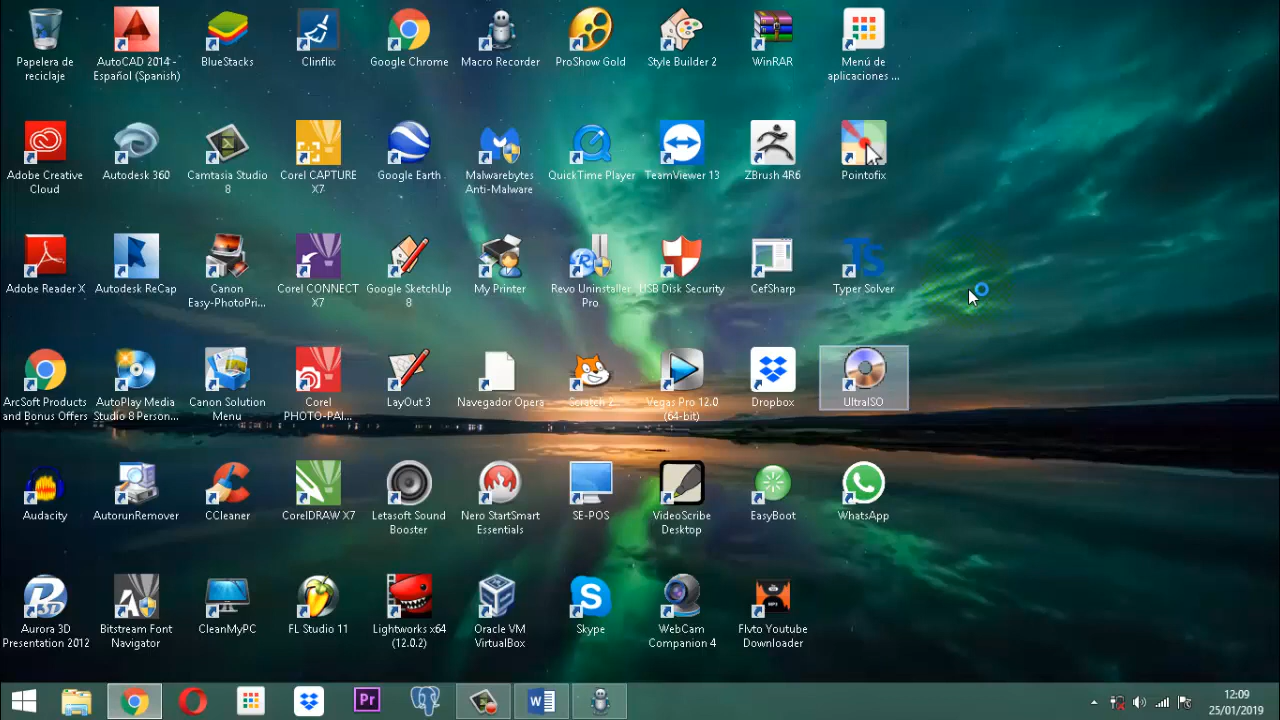 Papelera de
reciclaje
AutoCAD 2014 -
Español (Spanish)
BlueStacks
Clinflix
Google Chrome
Macro Recorder
ProShow Gold
Style Builder 2
WinRAR
Menú de
aplicaciones ...
Adobe Creative
Cloud
Autodesk 360
Camtasia Studio
8
Corel CAPTURE
X7
Google Earth
Malwarebytes
Anti-Malware
QuickTime Player
TeamViewer 13
ZBrush 4R6
Pointofix
Adobe Reader X
Autodesk ReCap
Canon
Easy-PhotoPri...
Corel CONNECT
X7
Google SketchUp
8
My Printer
Revo Uninstaller
Pro
USB Disk Security
CefSharp
TS
Typer Solver
ArcSoft Products
and Bonus Offers
AutoPlay Media
Studio 8 Person...
Canon Solution
Menu
Corel
PHOTO-PAI...
LayOut 3
Navegador Opera
Scratch 2
Vegas Pro 12.0
(64-bit)
Dropbox
UltraISO
Audacity
AutorunRemover
CCleaner
CorelDRAW X7
Letasoft Sound
Booster
Nero StartSmart
Essentials
SE-POS
VideoScribe
Desktop
EasyBoot
WhatsApp
Aurora 3D
Presentation 2012
Bitstream Font
Navigator
CleanMyPC
FL Studio 11
Lightworks x64
(12.0.2)
Oracle VM
VirtualBox
Skype
WebCam
Companion 4
Flvto Youtube
Downloader
Pr
W
12:09
25/01/2019